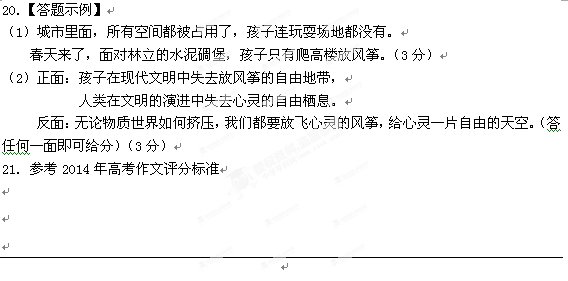 20.【答题示例】
（1）城市里面，所有空间都被占用了，孩子连玩耍场地都没有。
春天来了，面对林立的水泥碉堡，孩子只有爬高楼放风筝。（3 分）
（2）正面：孩子在现代文明中失去放风筝的自由地带，
人类在文明的演进中失去心灵的自由栖息。
反面：无论物质世界如何挤压，我们都要放飞心灵的风筝，给心灵一片自由的天空。（答
任何一面即可给分）（3 分）
21. 参考 2014 年高考作文评分标准